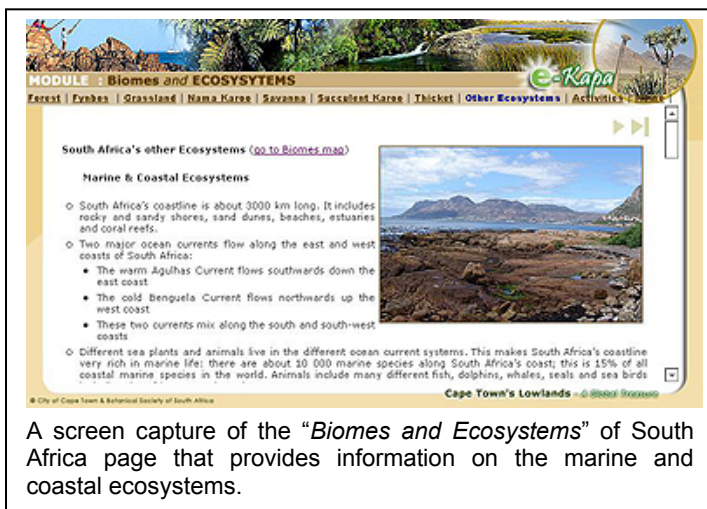 e-Kapa
MODULE : Biomes and ECOSYSYTEMS
Forest | Fynbos | Grassland | Nama Karoo | Savanna | Succulent Karoo | Thicket | Other Ecosystems | Activities |
South Africa's other Ecosystems (go to Biomes map)
Marine & Coastal Ecosystems
South Africa's coastline is about 3000 km long. It includes
rocky and sandy shores, sand dunes, beaches, estuaries
and coral reefs.
Two major ocean currents flow along the east and west
coasts of South Africa:
The warm Agulhas Current flows southwards down the
east coast
The cold Benguela Current flows northwards up the
west coast
These two currents mix along the south and south-west
coasts
Different sea plants and animals live in the different ocean current systems. This makes South Africa's coastline
very rich in marine life: there are about 10 000 marine species along South Africa's coast; this is 15% of all
coastal marine species in the world. Animals include many different fish, dolphins, whales, seals and sea birds
© City of Cape Town & Botanical Society of South Africa
Cape Town's Lowlands - A Global Treasure
A screen capture of the “Biomes and Ecosystems” of South
Africa page that provides information on the marine and
coastal ecosystems.